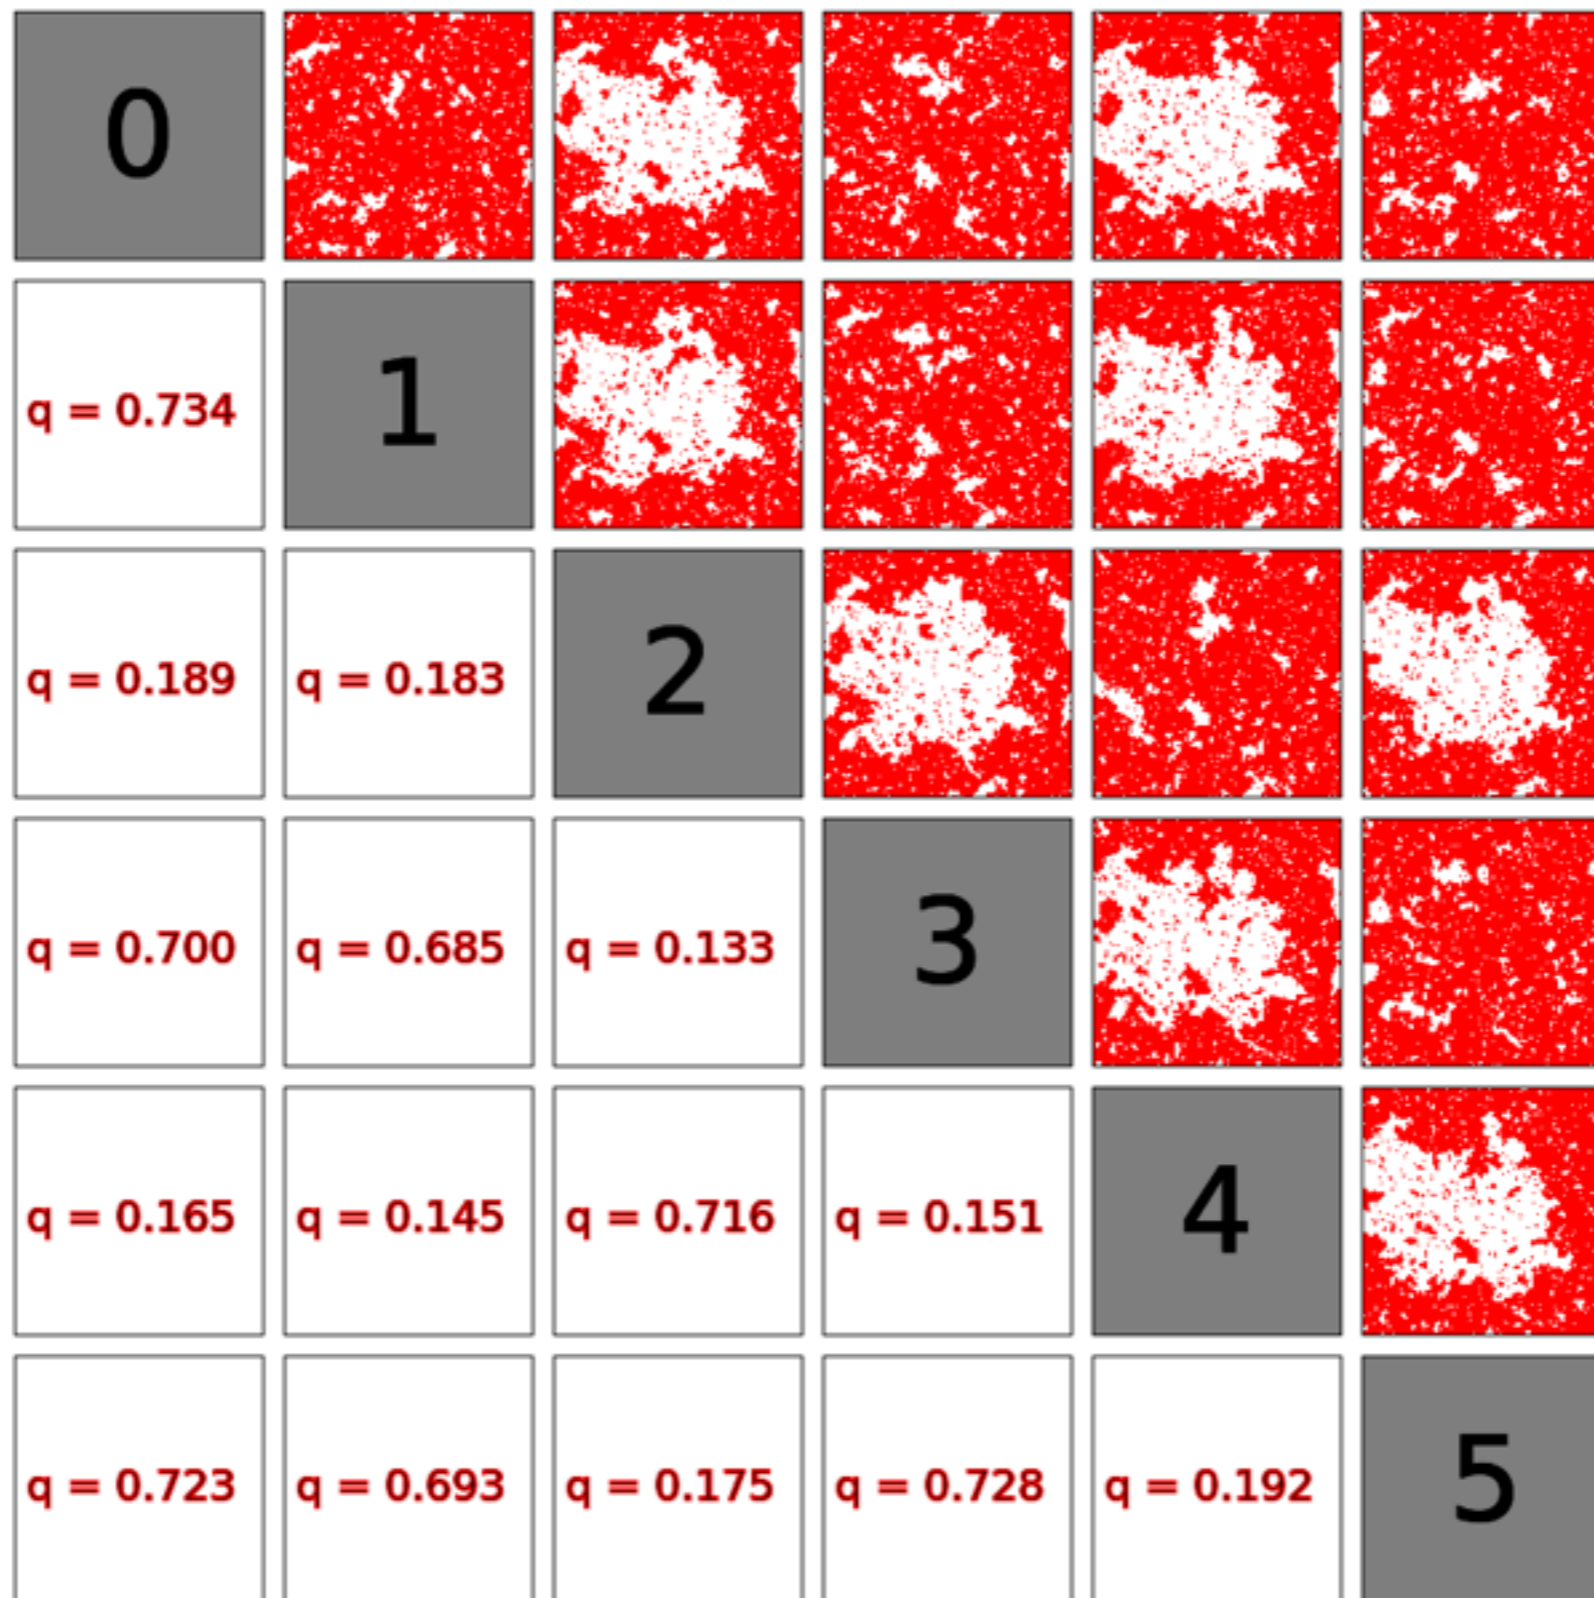 0
q = 0.734
1
q = 0.189
q = 0.183
2
q = 0.700
q = 0.685
q = 0.133
3
q = 0.165
q = 0.145
q = 0.716
q = 0.151
4
q = 0.723
q = 0.693
q = 0.175
q = 0.728
q = 0.192
5